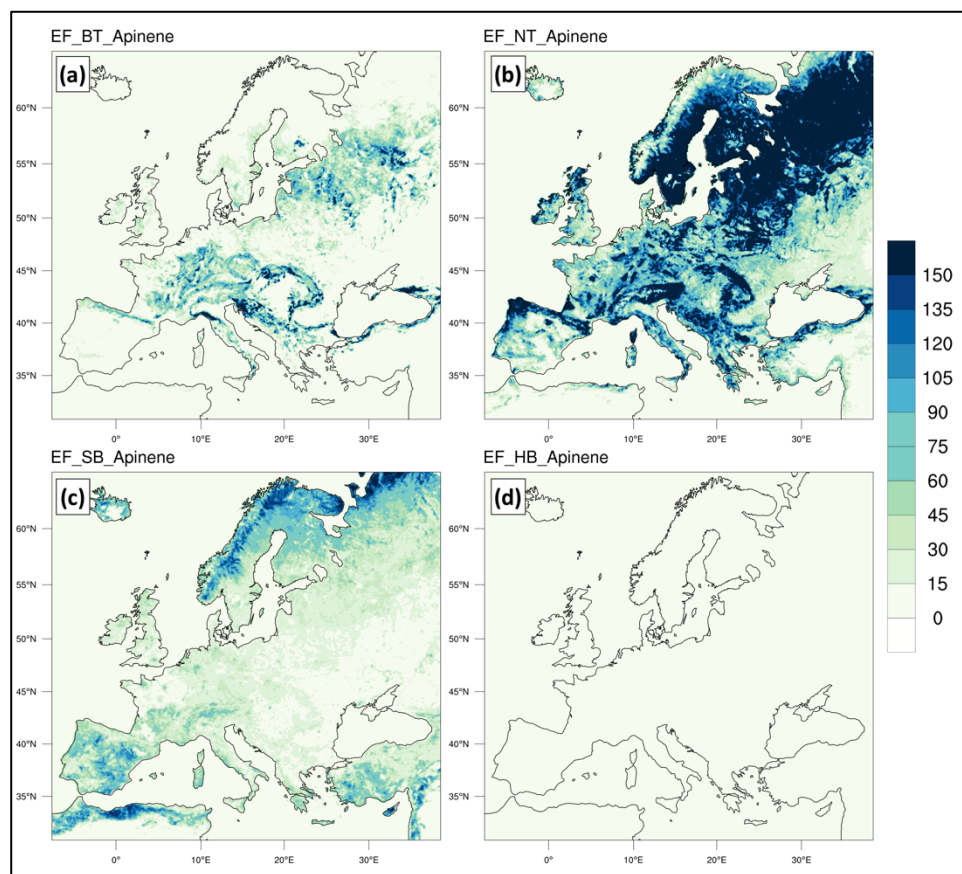 EF_BT_Apinene
EF_NT_Apinene
(a)
(b)
60°N
55°N
50°N
45°N
40°N
35°N
0°
10°E
20°E
30°E
60°N
55°N
50°N
45°N
40°N
35°N
0°
10°E
20°E
30°E
EF_SB_Apinene
EF_HB_Apinene
(c)
(d)
60°N
55°N
50°N
45°N
40°N
35°N
0°
10°E
20°E
30°E
60°N
55°N
50°N
45°N
40°N
35°N
0°
10°E
20°E
30°E
150
135
120
105
90
75
60
45
30
15
0